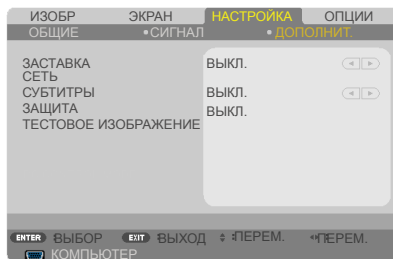 ИЗОБР ЭКРАН НАСТРОЙКА ОПЦИИ
ОБЩИЕ •СИГНАЛ •ДОПОЛНИТ.
ЗАСТАВКА ВЫКЛ.
СЕТЬ
СУБТИТРЫ ВЫКЛ.
ЗАЩИТА ВЫКЛ.
ТЕСТОВОЕ ИЗОБРАЖЕНИЕ
ENTER :ВЫБОР EXIT :ВЫХОД :ПЕРЕМ. :ПЕРЕМ.
КОМПЬЮТЕР